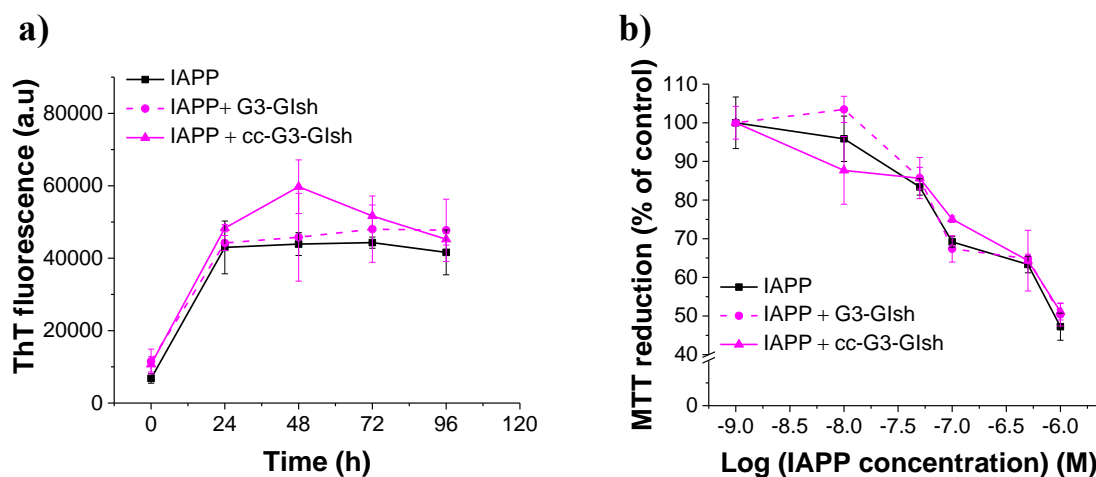 a)
IAPP
IAPP+ G3-GIsh
IAPP + cc-G3-GIsh
80000
60000
40000
20000
0
ThT fluorescence (a.u)
0 24 48 72 96 120
Time (h)
b)
110
100
90
80
70
60
50
40
0
MTT reduction (% of control)
IAPP
IAPP + G3-GIsh
IAPP + cc-G3-GIsh
-9.0 -8.5 -8.0 -7.5 -7.0 -6.5 -6.0
Log (IAPP concentration) (M)